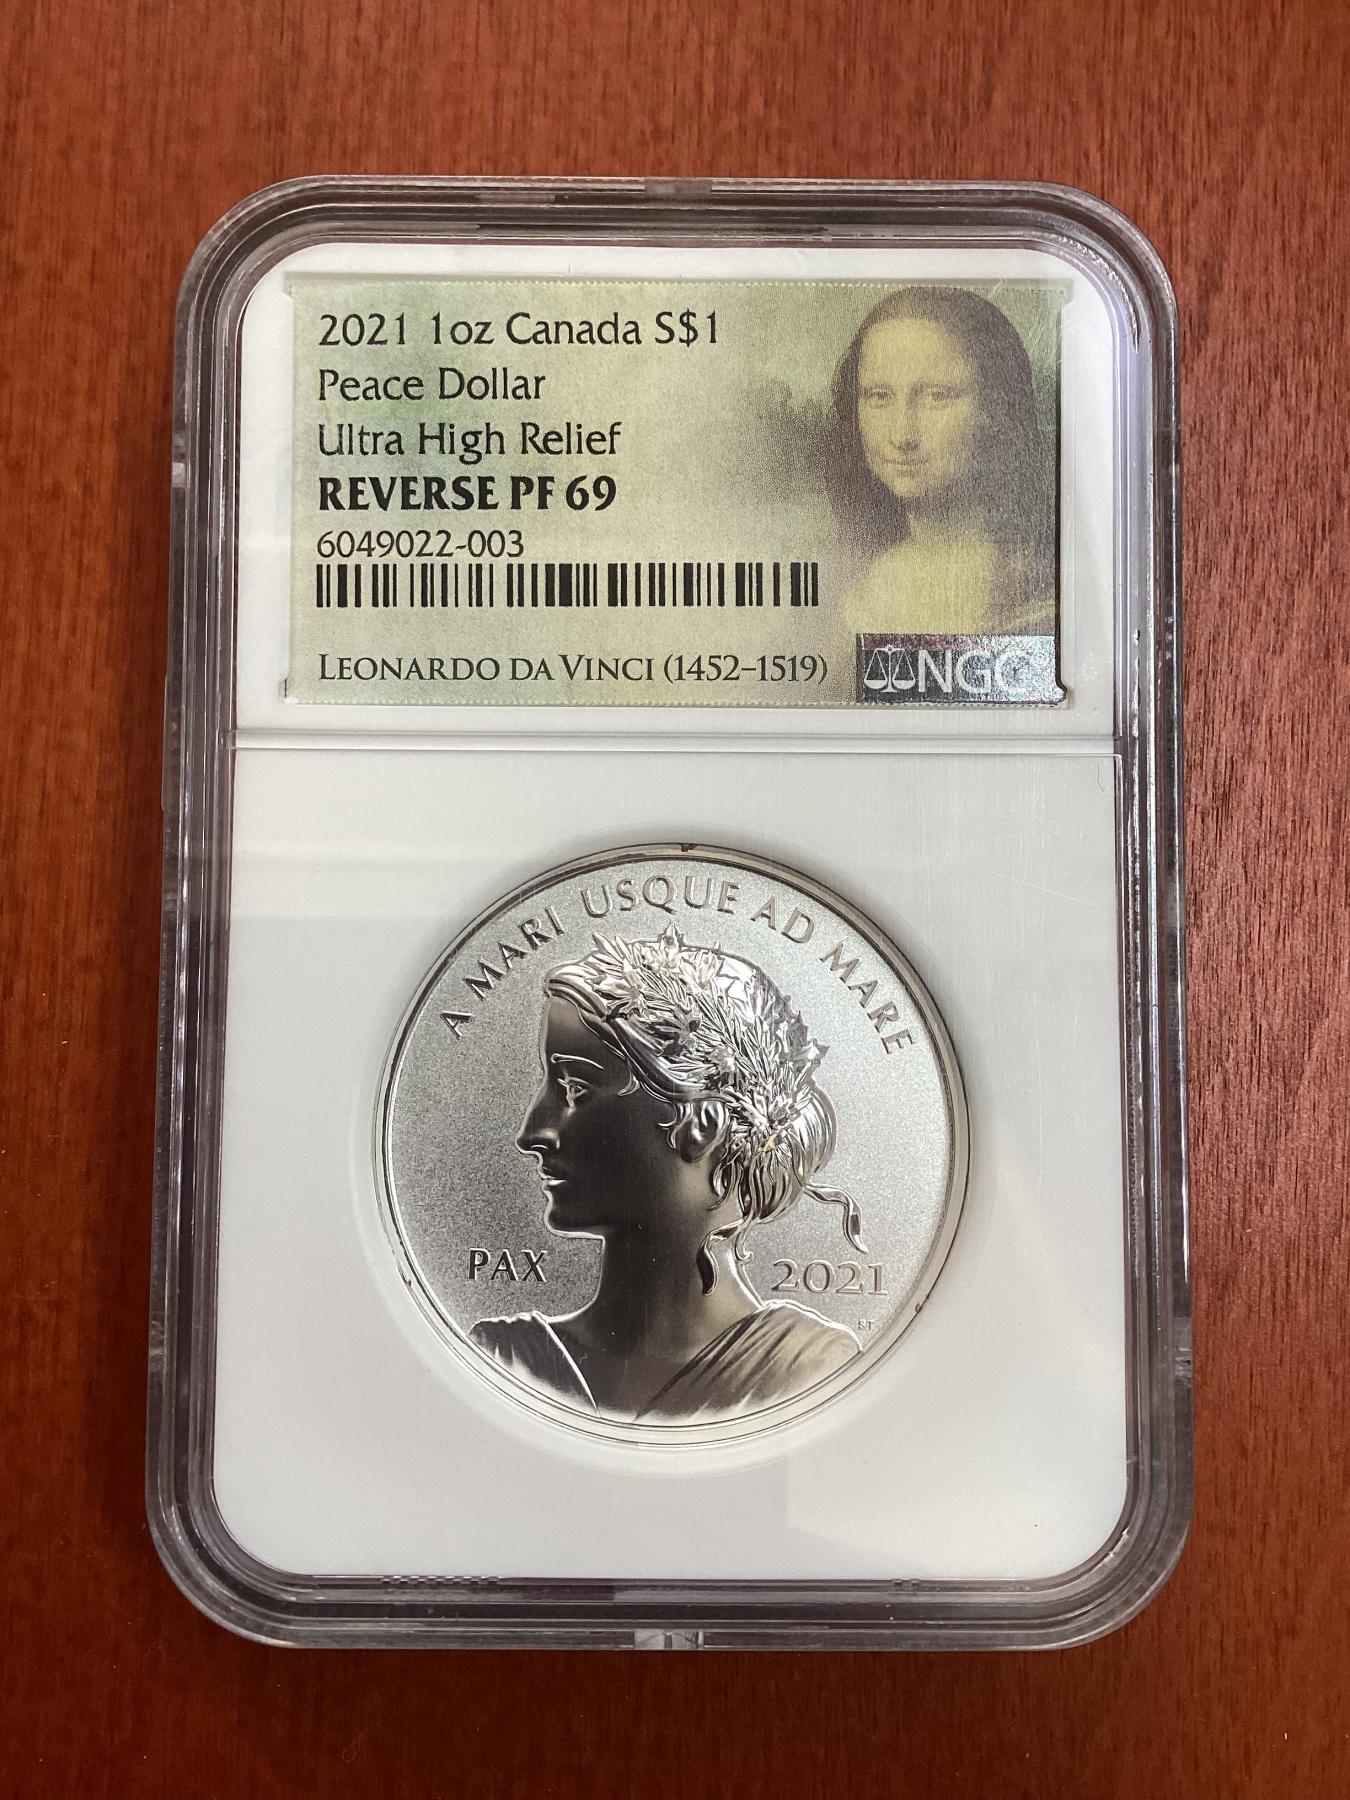 2021 1oz Canada S$1
Peace Dollar
Ultra High Relief
REVERSE PF 69
6049022-003
LEONARDO DA VINCI (1452–1519)
NGC
A MARI USQUE AD MARE
PAX
2021
ST